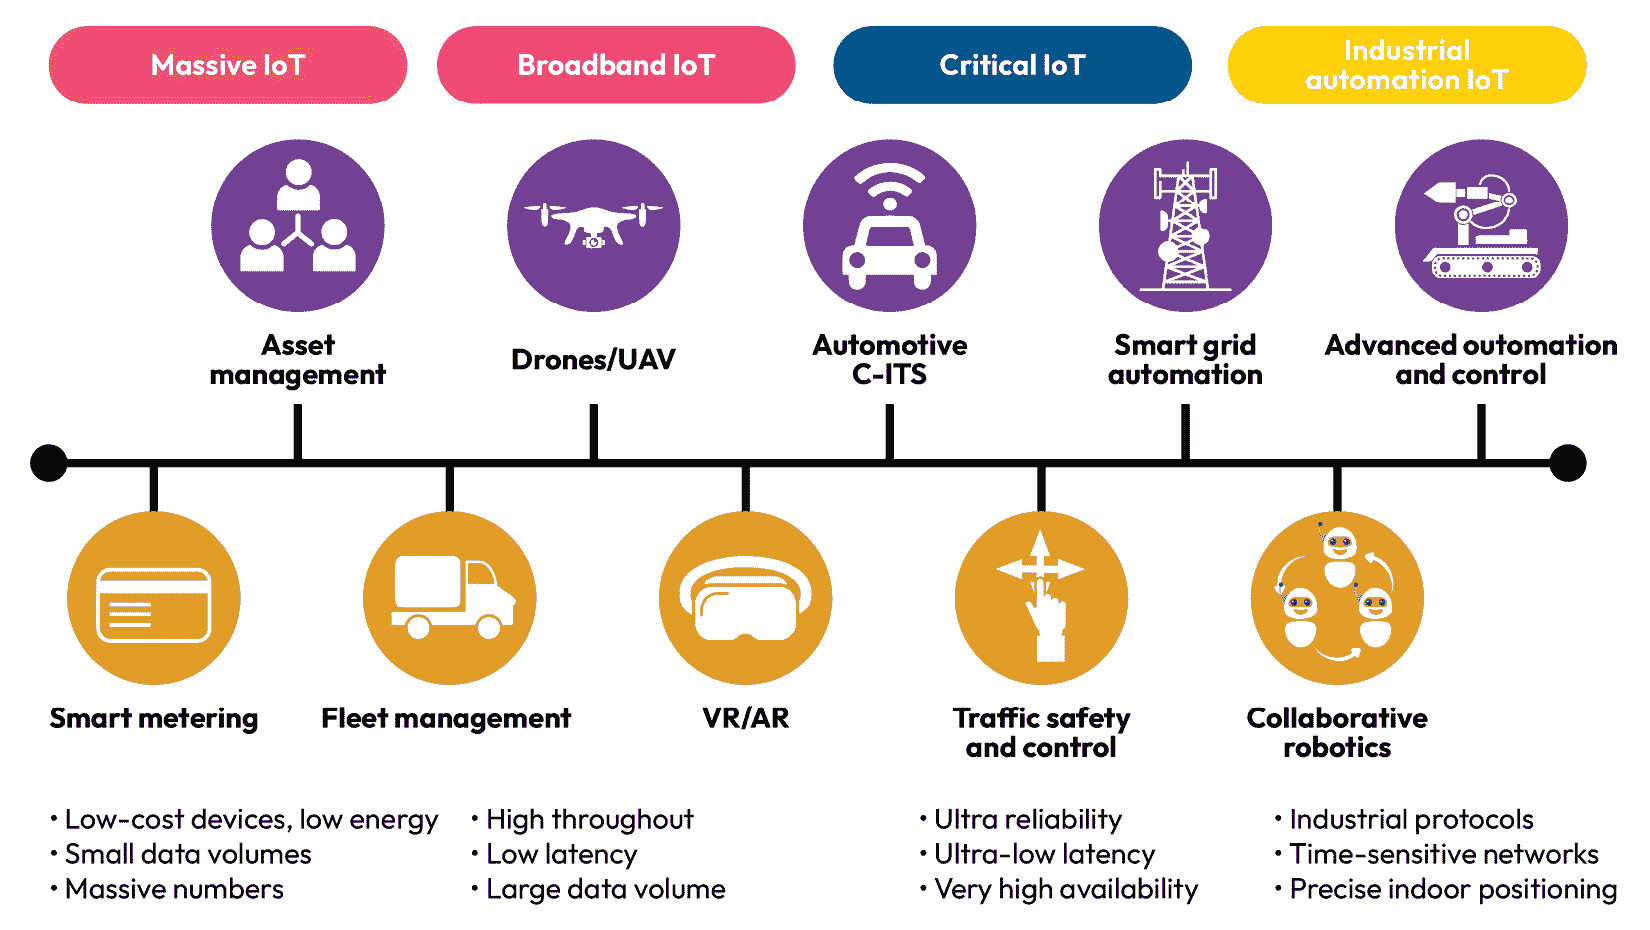 Massive IoT
Broadband IoT
Critical IoT
Industrial
automation IoT
Asset
management
Drones/UAV
Automotive
C-ITS
Smart grid
automation
Advanced outomation
and control
Smart metering
Fleet management
VR/AR
Traffic safety
and control
Collaborative
robotics
• Low-cost devices, low energy
• Small data volumes
• Massive numbers
• High throughout
• Low latency
• Large data volume
• Ultra reliability
• Ultra-low latency
• Very high availability
• Industrial protocols
• Time-sensitive networks
• Precise indoor positioning